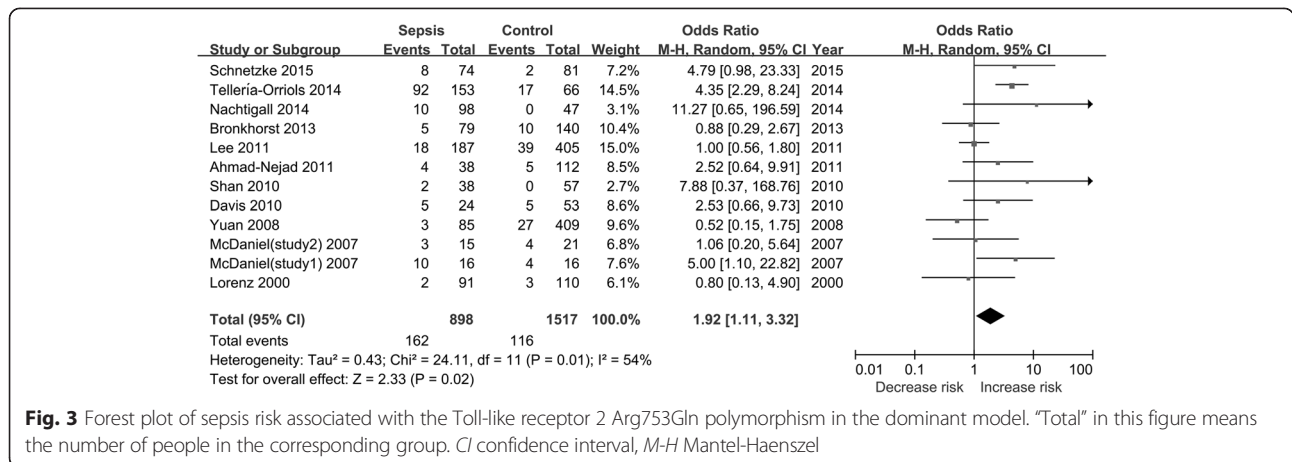 Sepsis Control Odds Ratio Odds Ratio
Study or Subgroup Events Total Events Total Weight M-H, Random, 95% CI Year M-H, Random, 95% CI
Schnetzke 2015 8 74 2 81 7.2% 4.79 [0.98, 23.33] 2015
Tellería-Orriols 2014 92 153 17 66 14.5% 4.35 [2.29, 8.24] 2014
Nachtigall 2014 10 98 0 47 3.1% 11.27 [0.65, 196.59] 2014
Bronkhorst 2013 5 79 10 140 10.4% 0.88 [0.29, 2.67] 2013
Lee 2011 18 187 39 405 15.0% 1.00 [0.56, 1.80] 2011
Ahmad-Nejad 2011 4 38 5 112 8.5% 2.52 [0.64, 9.91] 2011
Shan 2010 2 38 0 57 2.7% 7.88 [0.37, 168.76] 2010
Davis 2010 5 24 5 53 8.6% 2.53 [0.66, 9.73] 2010
Yuan 2008 3 85 27 409 9.6% 0.52 [0.15, 1.75] 2008
McDaniel(study2) 2007 3 15 4 21 6.8% 1.06 [0.20, 5.64] 2007
McDaniel(study1) 2007 10 16 4 16 7.6% 5.00 [1.10, 22.82] 2007
Lorenz 2000 2 91 3 110 6.1% 0.80 [0.13, 4.90] 2000
Total (95% CI) 898 1517 100.0% 1.92 [1.11, 3.32]
Total events 162 116
Heterogeneity: Tau² = 0.43; Chi² = 24.11, df = 11 (P = 0.01); I² = 54%
Test for overall effect: Z = 2.33 (P = 0.02)
0.01 0.1 1 10 100
Decrease risk Increase risk
Fig. 3 Forest plot of sepsis risk associated with the Toll-like receptor 2 Arg753Gln polymorphism in the dominant model. “Total” in this figure means
the number of people in the corresponding group. CI confidence interval, M-H Mantel-Haenszel